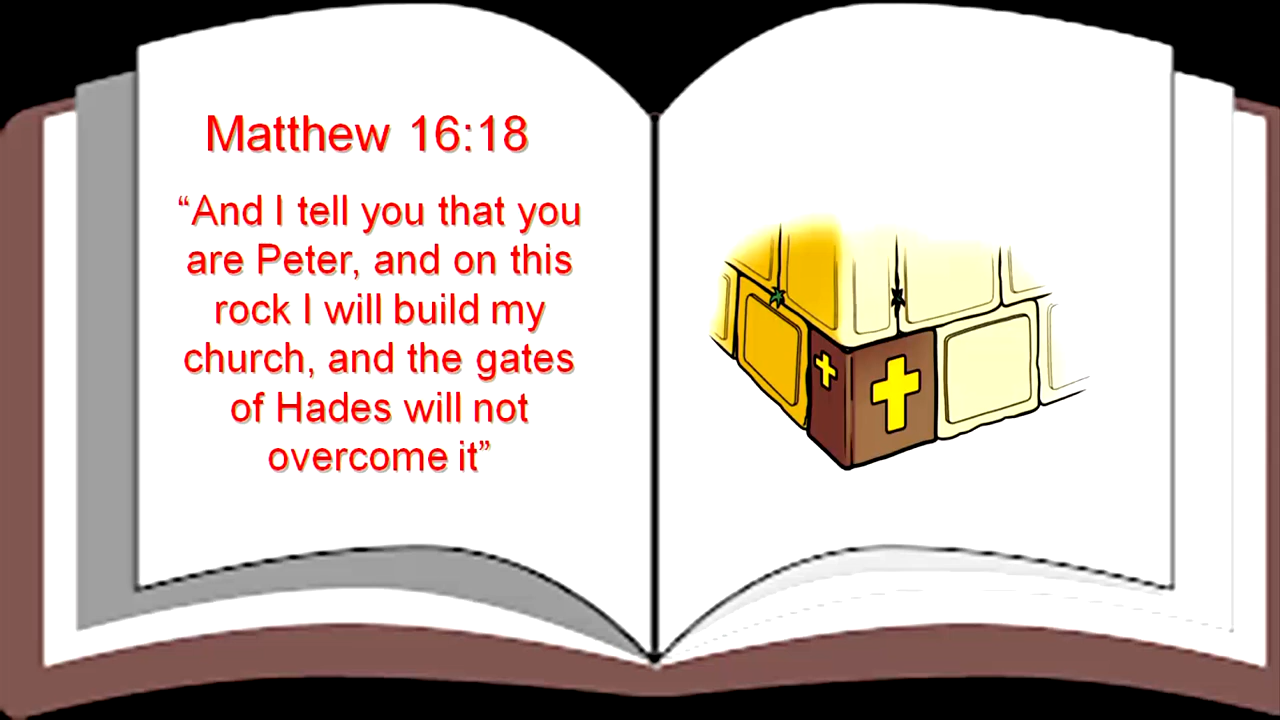 Matthew 16:18
“And I tell you that you
are Peter, and on this
rock I will build my
church, and the gates
of Hades will not
overcome it”